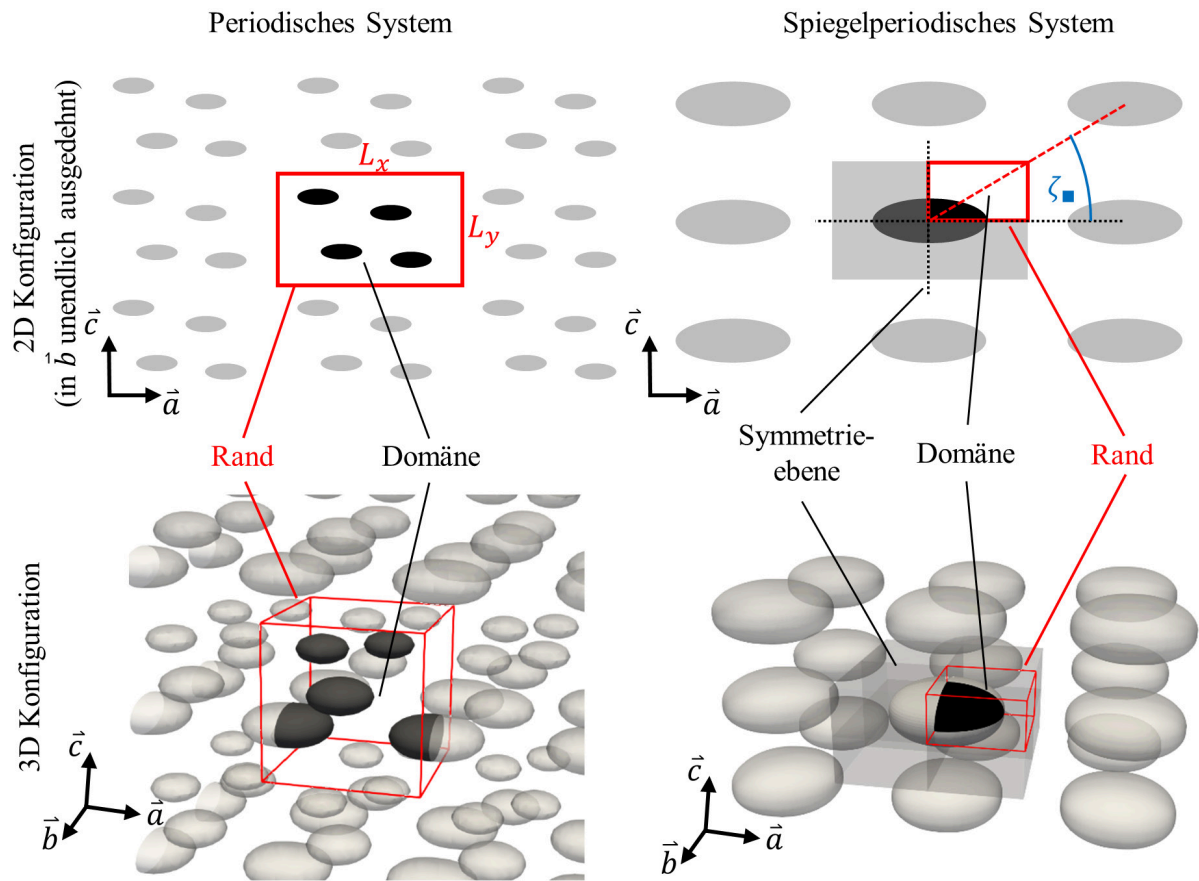 Periodisches System
Spiegelperiodisches System
2D Konfiguration
(in b⃗ unendlich ausgedehnt)
L_x
L_y
ζ_■
c⃗
a⃗
c⃗
a⃗
Rand
Domäne
Symmetrie-
ebene
Domäne
Rand
3D Konfiguration
c⃗
a⃗
b⃗
c⃗
a⃗
b⃗